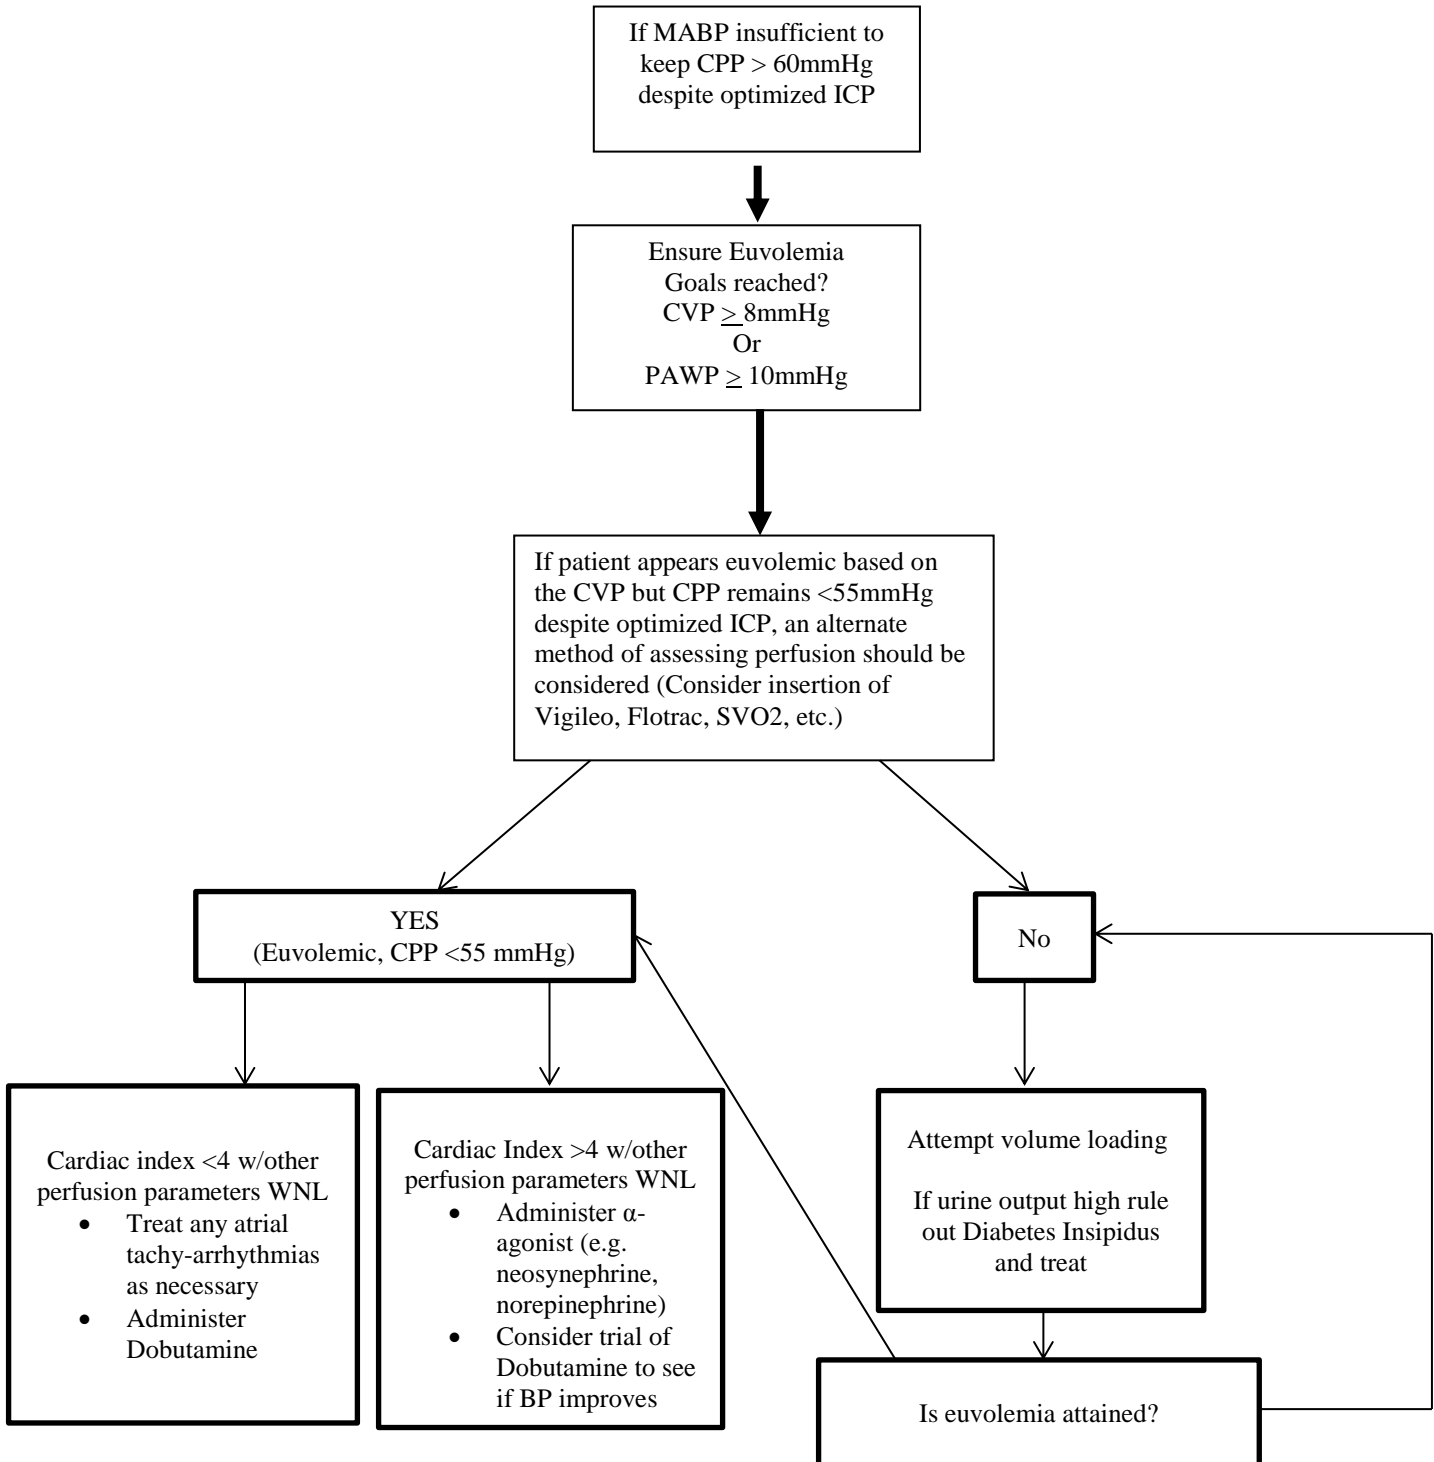 If MABP insufficient to
keep CPP > 60mmHg
despite optimized ICP
Ensure Euvolemia
Goals reached?
CVP ≥ 8mmHg
Or
PAWP ≥ 10mmHg
If patient appears euvolemic based on
the CVP but CPP remains <55mmHg
despite optimized ICP, an alternate
method of assessing perfusion should be
considered (Consider insertion of
Vigileo, Flotrac, SVO2, etc.)
YES
(Euvolemic, CPP <55 mmHg)
No
Cardiac index <4 w/other
perfusion parameters WNL
• Treat any atrial
tachy-arrhythmias
as necessary
• Administer
Dobutamine
Cardiac Index >4 w/other
perfusion parameters WNL
• Administer α-
agonist (e.g.
neosynephrine,
norepinephrine)
• Consider trial of
Dobutamine to see
if BP improves
Attempt volume loading
If urine output high rule
out Diabetes Insipidus
and treat
Is euvolemia attained?